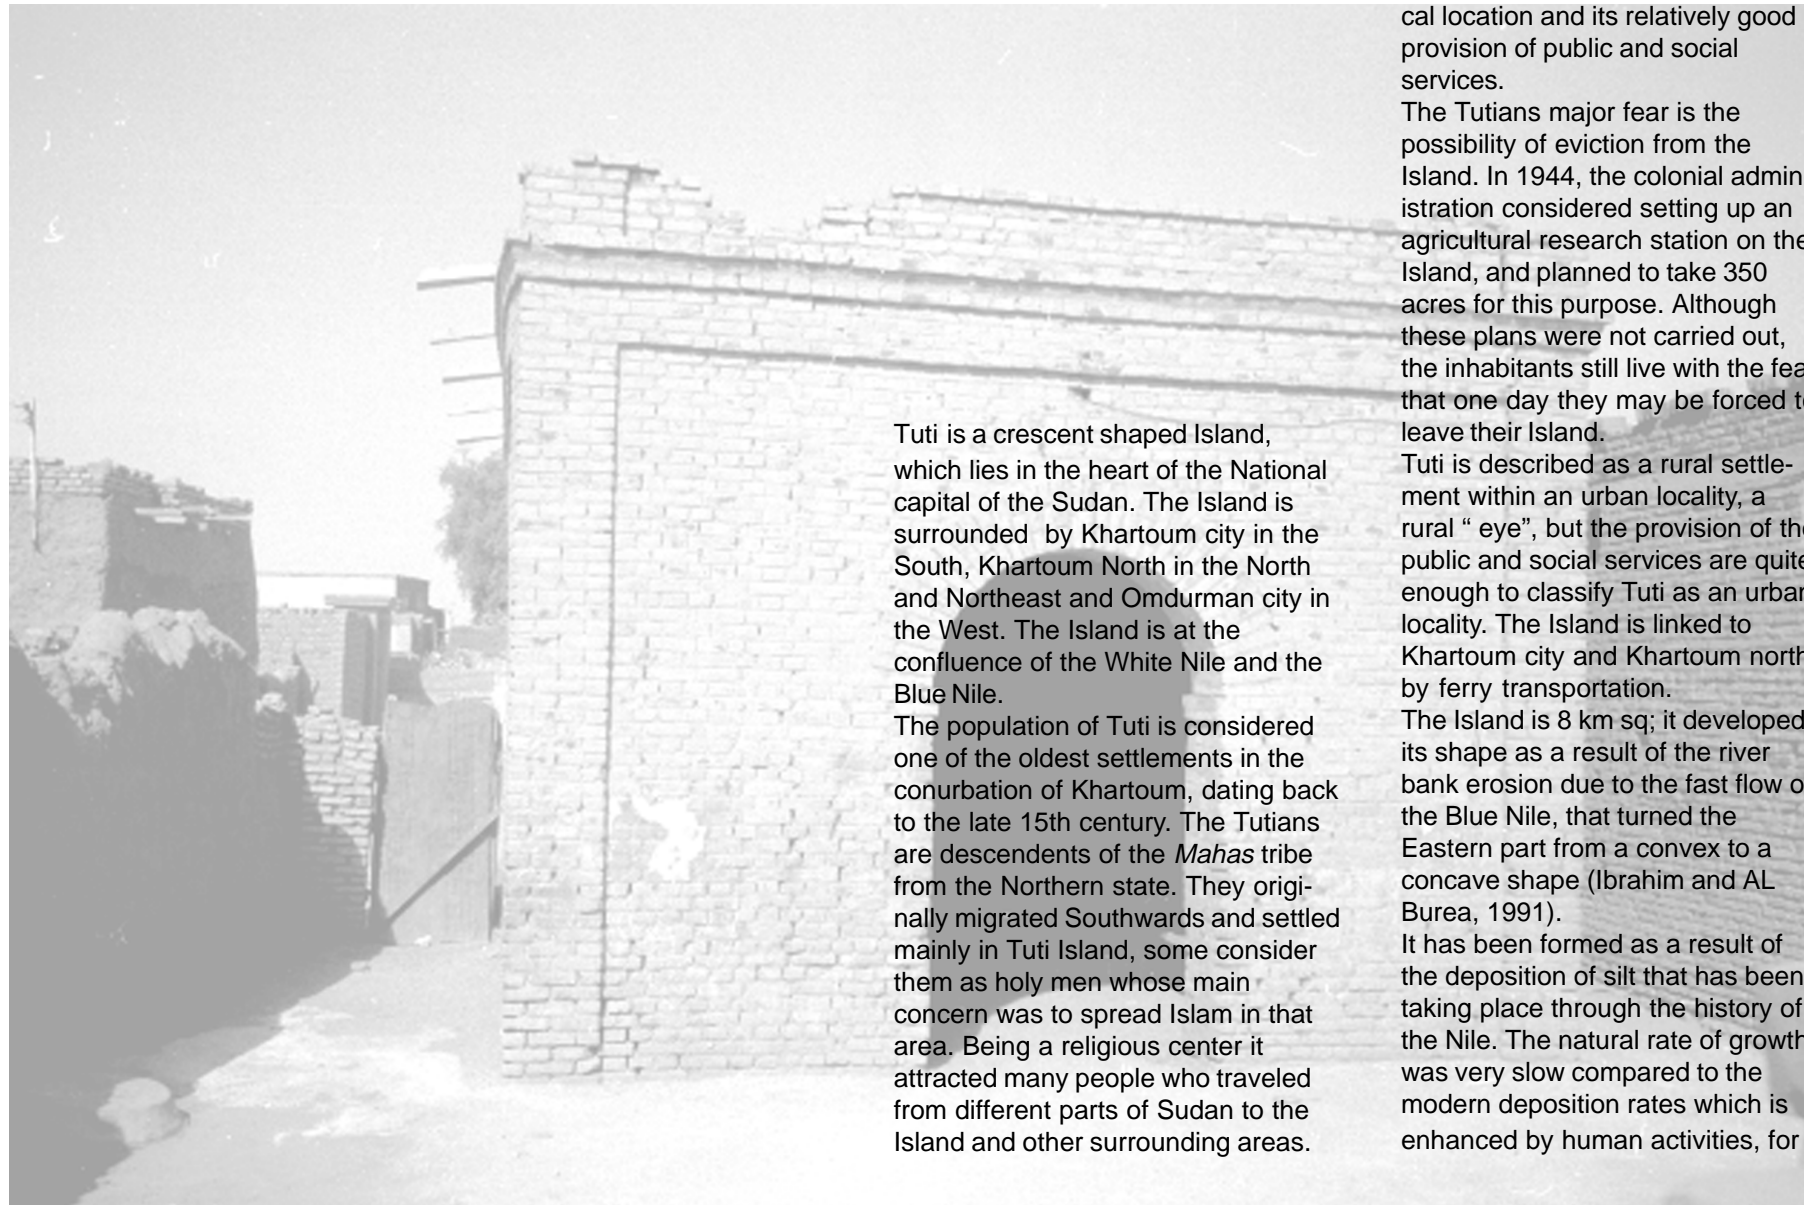 Tuti is a crescent shaped Island,
which lies in the heart of the National
capital of the Sudan. The Island is
surrounded  by Khartoum city in the
South, Khartoum North in the North
and Northeast and Omdurman city in
the West. The Island is at the
confluence of the White Nile and the
Blue Nile.
The population of Tuti is considered
one of the oldest settlements in the
conurbation of Khartoum, dating back
to the late 15th century. The Tutians
are descendents of the Mahas tribe
from the Northern state. They origi-
nally migrated Southwards and settled
mainly in Tuti Island, some consider
them as holy men whose main
concern was to spread Islam in that
area. Being a religious center it
attracted many people who traveled
from different parts of Sudan to the
Island and other surrounding areas.
cal location and its relatively good
provision of public and social
services.
The Tutians major fear is the
possibility of eviction from the
Island. In 1944, the colonial admin
istration considered setting up an
agricultural research station on the
Island, and planned to take 350
acres for this purpose. Although
these plans were not carried out,
the inhabitants still live with the fea
that one day they may be forced t
leave their Island.
Tuti is described as a rural settle-
ment within an urban locality, a
rural “ eye”, but the provision of the
public and social services are quite
enough to classify Tuti as an urban
locality. The Island is linked to
Khartoum city and Khartoum north
by ferry transportation.
The Island is 8 km sq; it developed
its shape as a result of the river
bank erosion due to the fast flow o
the Blue Nile, that turned the
Eastern part from a convex to a
concave shape (Ibrahim and AL
Burea, 1991).
It has been formed as a result of
the deposition of silt that has been
taking place through the history of
the Nile. The natural rate of growth
was very slow compared to the
modern deposition rates which is
enhanced by human activities, for